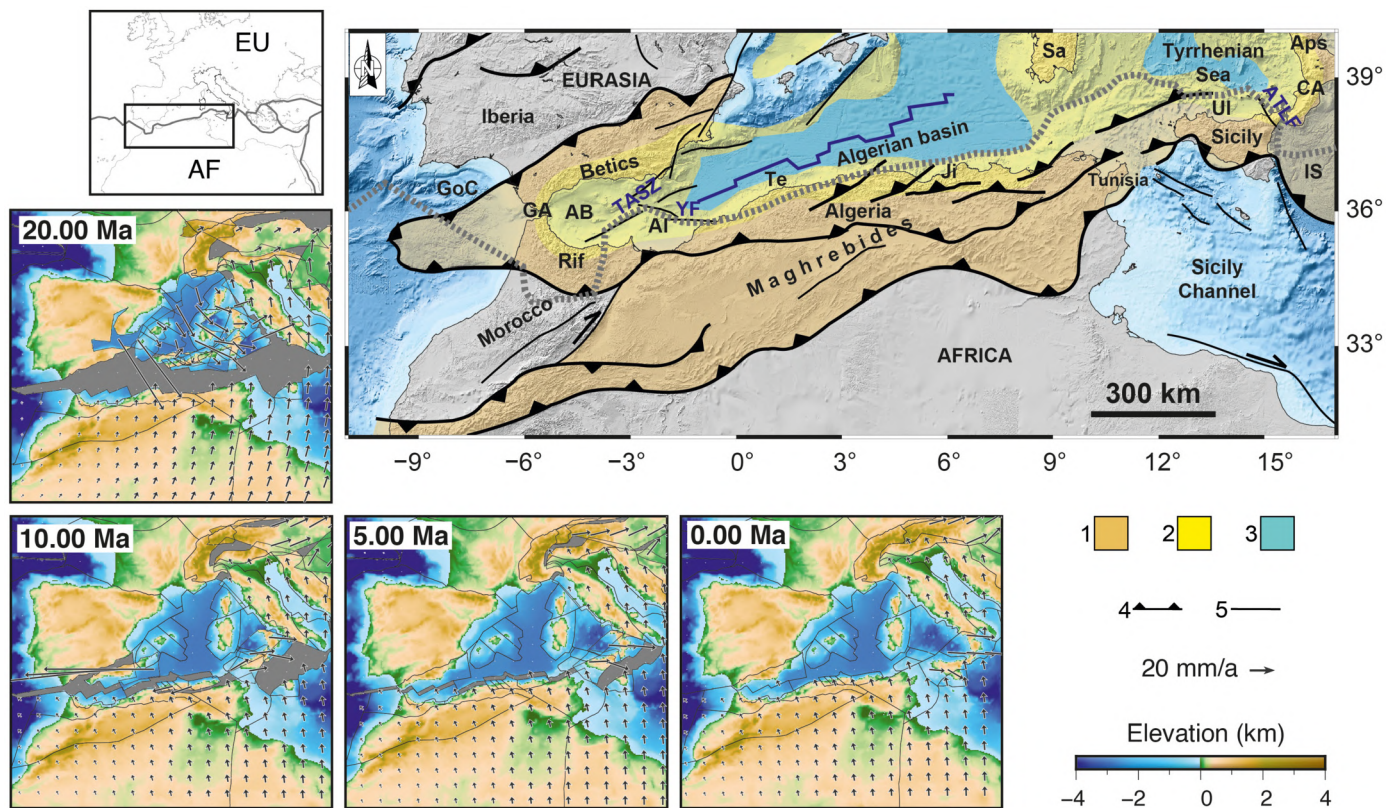 EU
AF
EURASIA
Iberia
Sa
Tyrrhenian
Sea
Aps
CA
39°
ATLF
UI
Sicily
IS
Betics
Algerian basin
GoC
TASZ
Te
Ji
Tunisia
GA
AB
YF
36°
Al
Algeria
Rif
Maghrebides
Sicily
Channel
Morocco
AFRICA
33°
300 km
−9°
−6°
−3°
0°
3°
6°
9°
12°
15°
20.00 Ma
10.00 Ma
5.00 Ma
0.00 Ma
1
2
3
4
5
20 mm/a
Elevation (km)
−4
−2
0
2
4